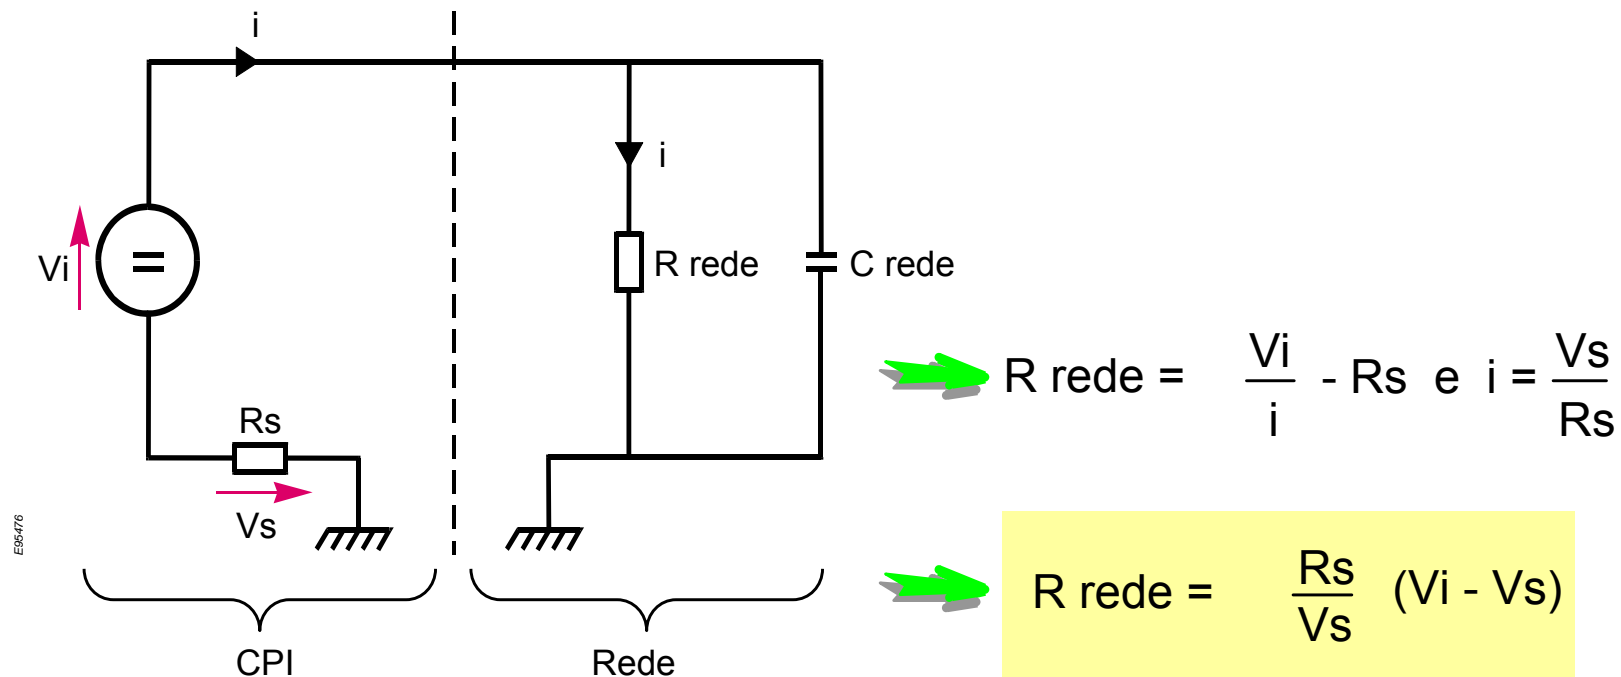 i
i
Vi
=
R rede
C rede
Rs
Vs
E95476
CPI
Rede
R rede = Vi / i - Rs e i = Vs / Rs
R rede = Rs / Vs (Vi - Vs)